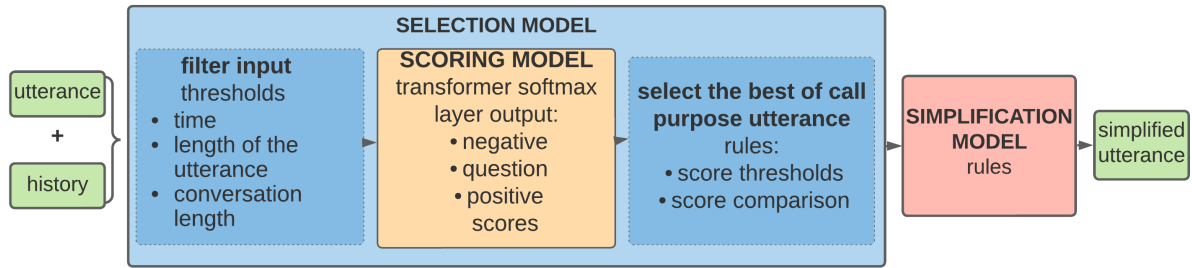 SELECTION MODEL
utterance
+
history
filter input
thresholds
• time
• length of the
utterance
• conversation
length
SCORING MODEL
transformer softmax
layer output:
• negative
• question
• positive
scores
select the best of call
purpose utterance
rules:
• score thresholds
• score comparison
SIMPLIFICATION
MODEL
rules
simplified
utterance